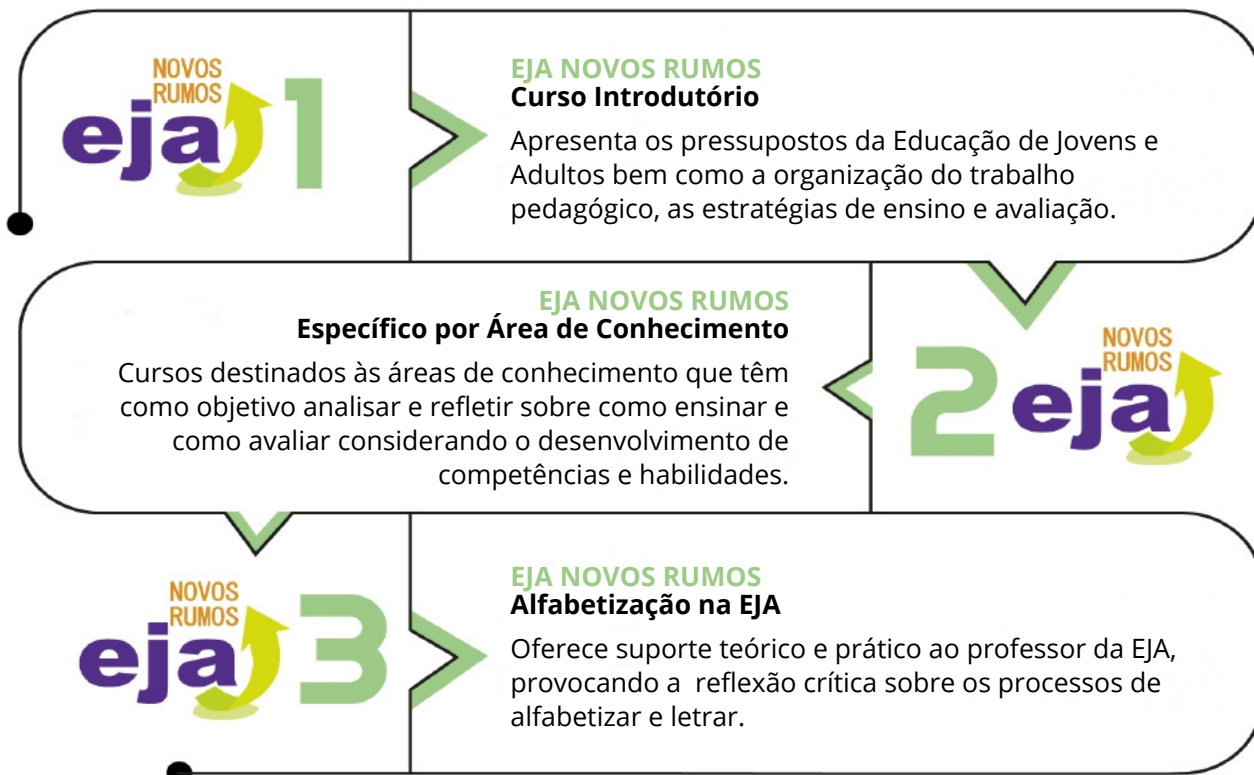 NOVOS
RUMOS
eja 1
EJA NOVOS RUMOS
Curso Introdutório
Apresenta os pressupostos da Educação de Jovens e
Adultos bem como a organização do trabalho
pedagógico, as estratégias de ensino e avaliação.
EJA NOVOS RUMOS
Específico por Área de Conhecimento
Cursos destinados às áreas de conhecimento que têm
como objetivo analisar e refletir sobre como ensinar e
como avaliar considerando o desenvolvimento de
competências e habilidades.
NOVOS
RUMOS
2 eja
NOVOS
RUMOS
eja 3
EJA NOVOS RUMOS
Alfabetização na EJA
Oferece suporte teórico e prático ao professor da EJA,
provocando a reflexão crítica sobre os processos de
alfabetizar e letrar.